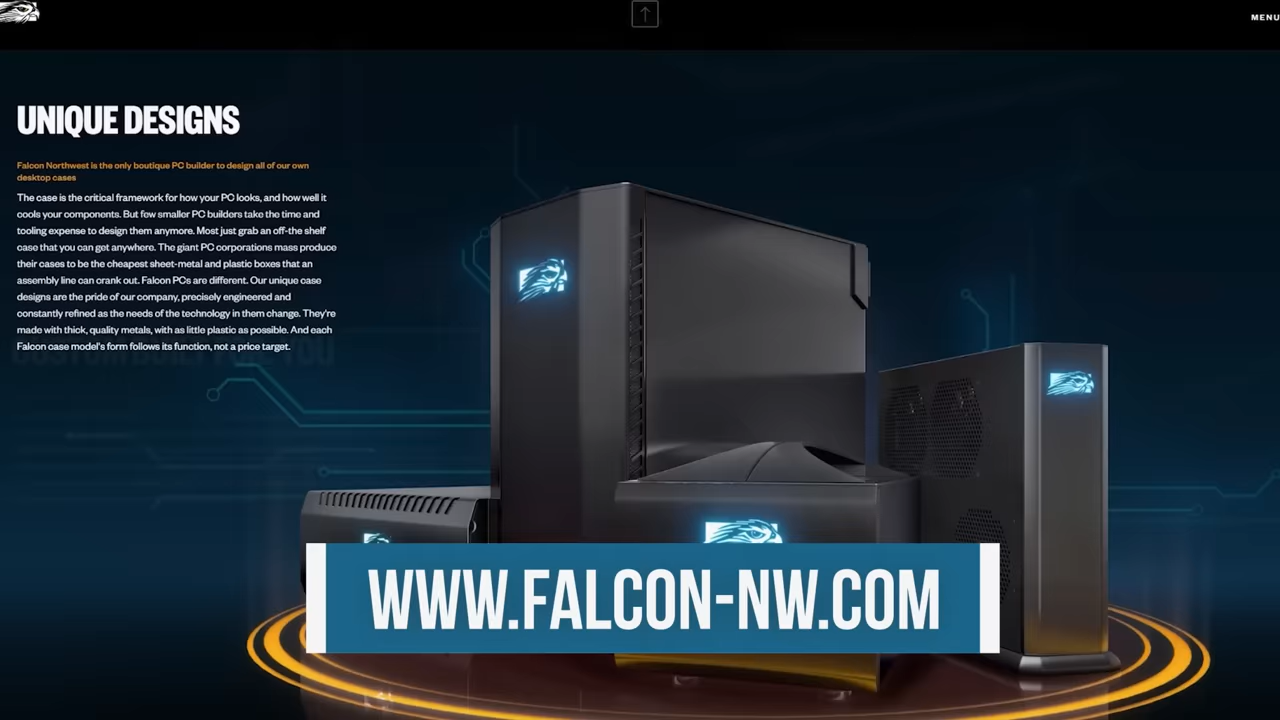 MENU
UNIQUE DESIGNS
Falcon Northwest is the only boutique PC builder to design all of our own
desktop cases
The case is the critical framework for how your PC looks, and how well it
cools your components. But few smaller PC builders take the time and
tooling expense to design them anymore. Most just grab an off-the shelf
case that you can get anywhere. The giant PC corporations mass produce
their cases to be the cheapest sheet-metal and plastic boxes that an
assembly line can crank out. Falcon PCs are different. Our unique case
designs are the pride of our company, precisely engineered and
constantly refined as the needs of the technology in them change. They're
made with thick, quality metals, with as little plastic as possible. And each
Falcon case model's form follows its function, not a price target.
WWW.FALCON-NW.COM